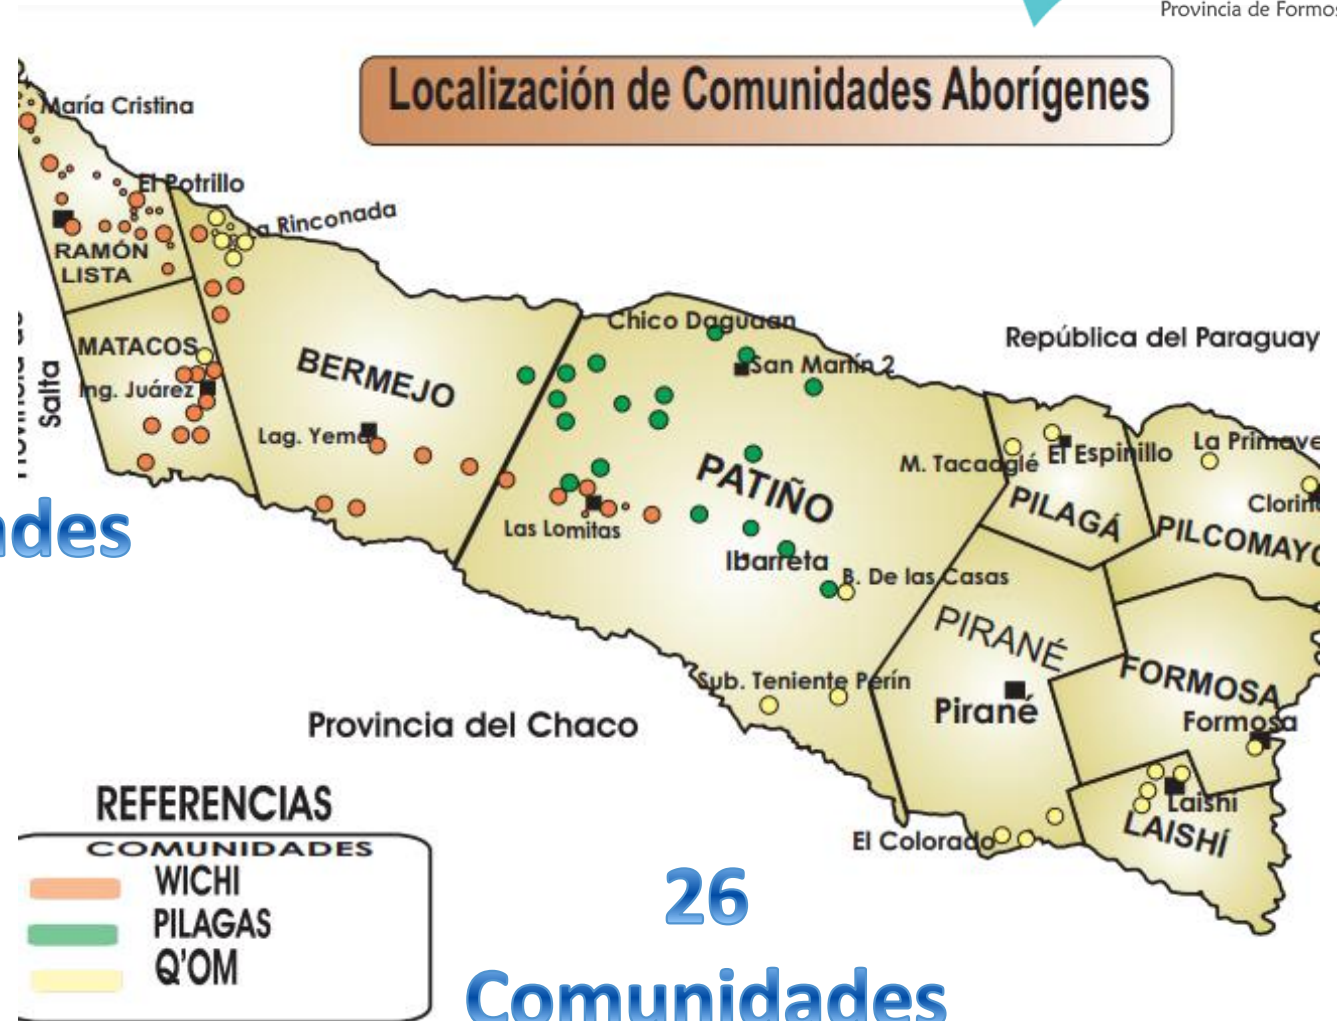 Provincia de Formos
Localización de Comunidades Aborígenes
María Cristina
El Potrillo
La Rinconada
RAMÓN
LISTA
Chico Daguaan
República del Paraguay
MATACOS
BERMEJO
San Martín 2
Ing. Juárez
Salta
Lag. Yema
La Primave
M. Tacaaglé
El Espinillo
PATIÑO
Clorin
PILAGÁ
PILCOMAYO
Las Lomitas
ades
Ibarreta
B. De las Casas
PIRANÉ
FORMOSA
Sub. Teniente Perín
Pirané
Formosa
Provincia del Chaco
Laishí
LAISHÍ
El Colorado
REFERENCIAS
COMUNIDADES
WICHI
PILAGAS
Q'OM
26
Comunidades